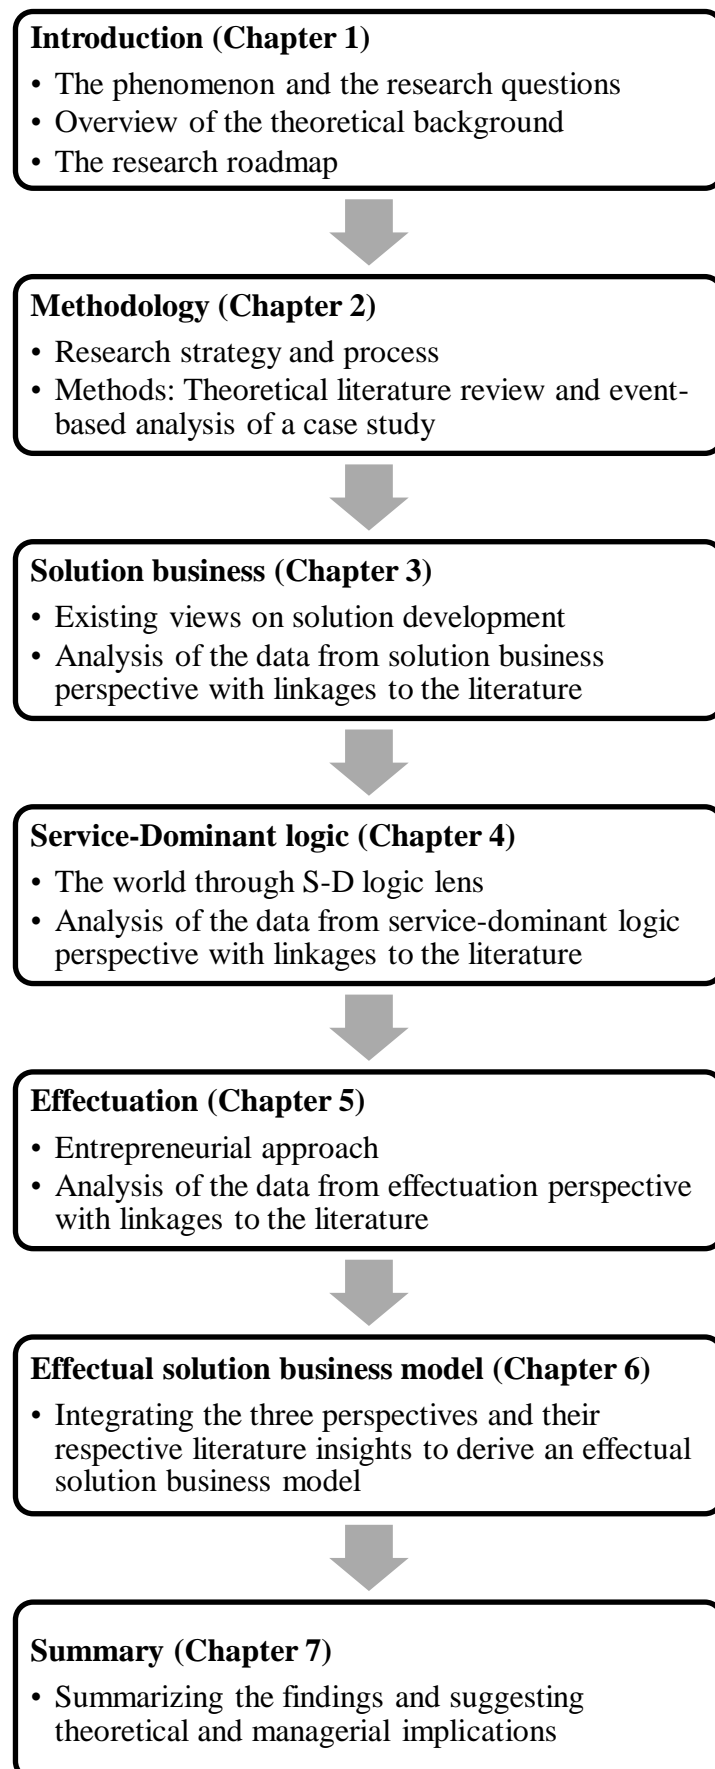 Introduction (Chapter 1)
• The phenomenon and the research questions
• Overview of the theoretical background
• The research roadmap
Methodology (Chapter 2)
• Research strategy and process
• Methods: Theoretical literature review and event-
based analysis of a case study
Solution business (Chapter 3)
• Existing views on solution development
• Analysis of the data from solution business
perspective with linkages to the literature
Service-Dominant logic (Chapter 4)
• The world through S-D logic lens
• Analysis of the data from service-dominant logic
perspective with linkages to the literature
Effectuation (Chapter 5)
• Entrepreneurial approach
• Analysis of the data from effectuation perspective
with linkages to the literature
Effectual solution business model (Chapter 6)
• Integrating the three perspectives and their
respective literature insights to derive an effectual
solution business model
Summary (Chapter 7)
• Summarizing the findings and suggesting
theoretical and managerial implications